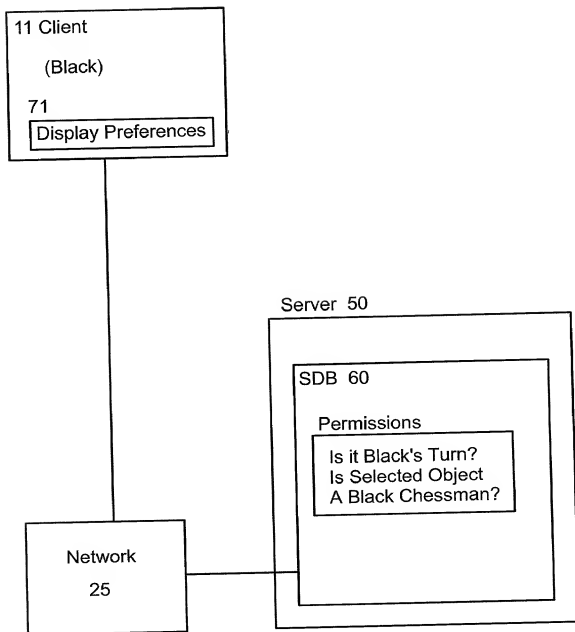 11 Client
(Black)
71
Display Preferences
Server 50
SDB 60
Permissions
Is it Black's Turn?
Is Selected Object
A Black Chessman?
Network
25